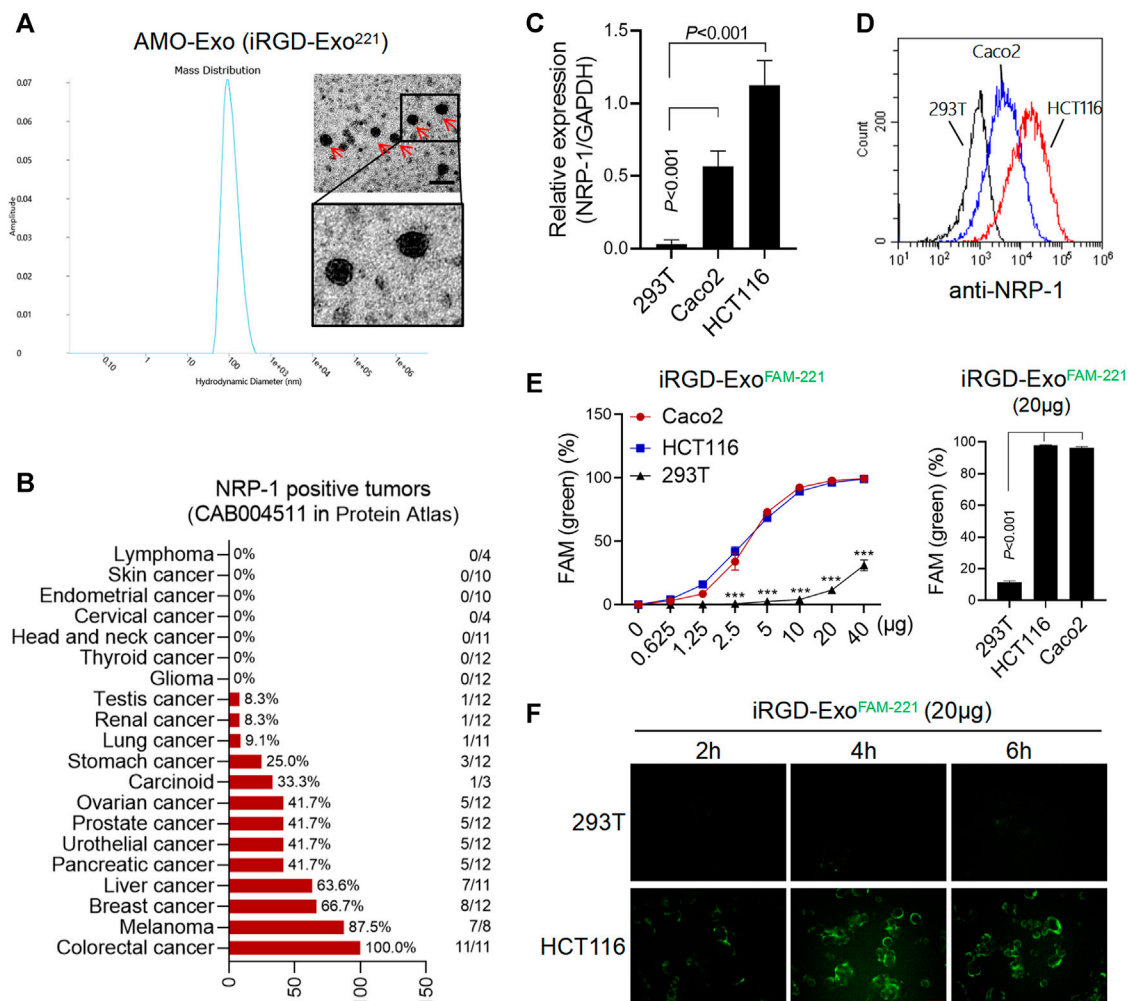 A
AMO-Exo (iRGD-Exo²²¹)
Mass Distribution
Amplitude
0.07
0.06
0.05
0.04
0.03
0.02
0.01
0
0.10
1
10
100
1e+03
1e+04
1e+05
1e+06
Hydrodynamic Diameter (nm)
B
NRP-1 positive tumors
(CAB004511 in Protein Atlas)
Lymphoma 0% 0/4
Skin cancer 0% 0/10
Endometrial cancer 0% 0/10
Cervical cancer 0% 0/4
Head and neck cancer 0% 0/11
Thyroid cancer 0% 0/12
Glioma 0% 0/12
Testis cancer 8.3% 1/12
Renal cancer 8.3% 1/12
Lung cancer 9.1% 1/11
Stomach cancer 25.0% 3/12
Carcinoid 33.3% 1/3
Ovarian cancer 41.7% 5/12
Prostate cancer 41.7% 5/12
Urothelial cancer 41.7% 5/12
Pancreatic cancer 41.7% 5/12
Liver cancer 63.6% 7/11
Breast cancer 66.7% 8/12
Melanoma 87.5% 7/8
Colorectal cancer 100.0% 11/11
0
50
100
150
C
Relative expression
(NRP-1/GAPDH)
1.5
1.0
0.5
0.0
P<0.001
P<0.001
293T
Caco2
HCT116
D
Count
200
0
Caco2
293T
HCT116
10¹ 10² 10³ 10⁴ 10⁵ 10⁶
anti-NRP-1
E
iRGD-Exo^FAM-221
FAM (green) (%)
150
100
50
0
Caco2
HCT116
293T
*** *** *** *** ***
0 0.625 1.25 2.5 5 10 20 40 (μg)
iRGD-Exo^FAM-221
(20μg)
FAM (green) (%)
100
80
60
40
20
0
P<0.001
293T
HCT116
Caco2
F
iRGD-Exo^FAM-221 (20μg)
2h 4h 6h
293T
HCT116